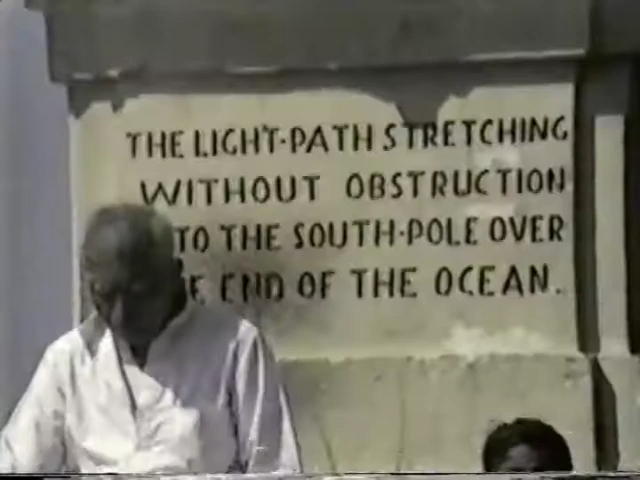 THE LIGHT-PATH STRETCHING
WITHOUT OBSTRUCTION
TO THE SOUTH-POLE OVER
END OF THE OCEAN.